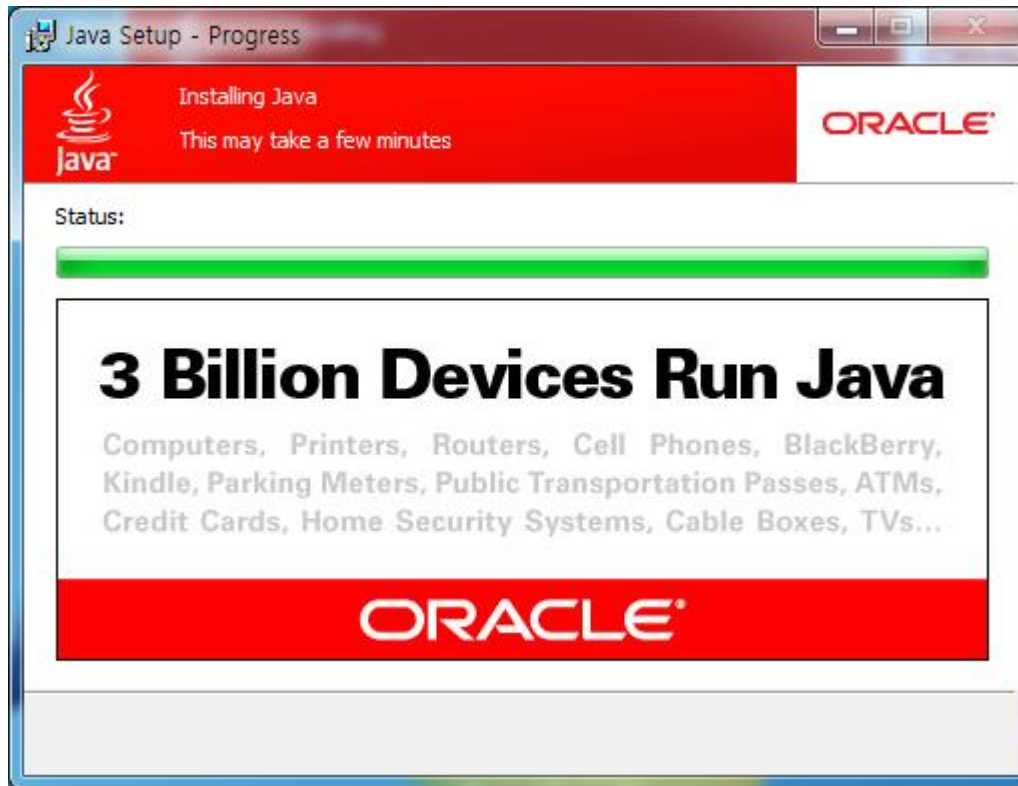 Java Setup - Progress
Installing Java
This may take a few minutes
Java
ORACLE
Status:
3 Billion Devices Run Java
Computers, Printers, Routers, Cell Phones, BlackBerry,
Kindle, Parking Meters, Public Transportation Passes, ATMs,
Credit Cards, Home Security Systems, Cable Boxes, TVs...
ORACLE®